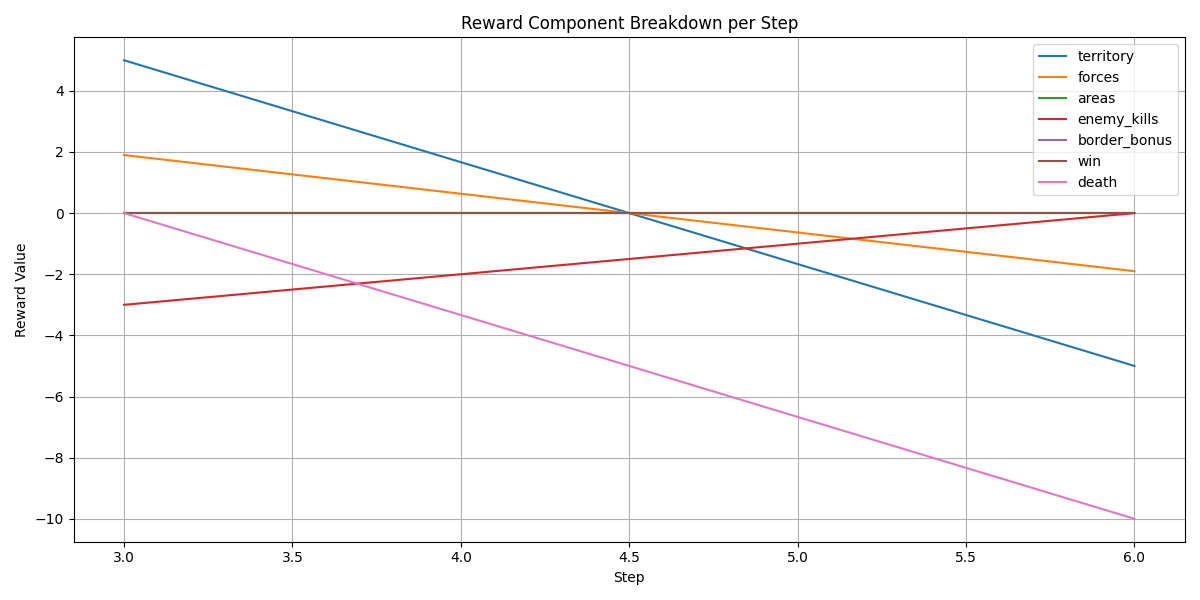 Reward Component Breakdown per Step
territory
forces
areas
enemy_kills
border_bonus
win
death
4
2
0
−2
−4
−6
−8
−10
Reward Value
3.0 3.5 4.0 4.5 5.0 5.5 6.0
Step